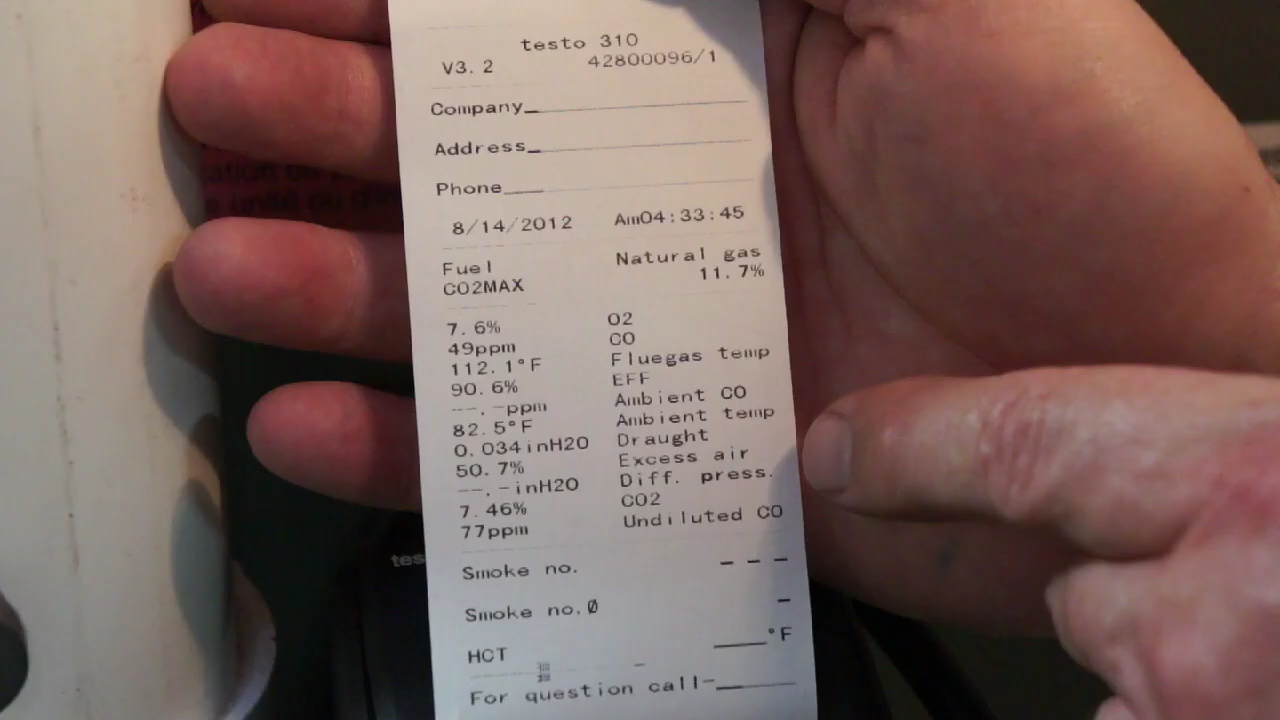 testo 310
V3.2 42800096/1
Company
Address
Phone
8/14/2012 Am04:33:45
Fuel Natural gas
CO2MAX 11.7%
7.6% O2
49ppm CO
112.1°F Fluegas temp
90.6% EFF
--.-ppm Ambient CO
82.5°F Ambient temp
0.034inH2O Draught
50.7% Excess air
--.-inH2O Diff. press.
7.46% CO2
77ppm Undiluted CO
Smoke no. ---
Smoke no.Ø -
HCT °F
For question call-
unité ou
tes